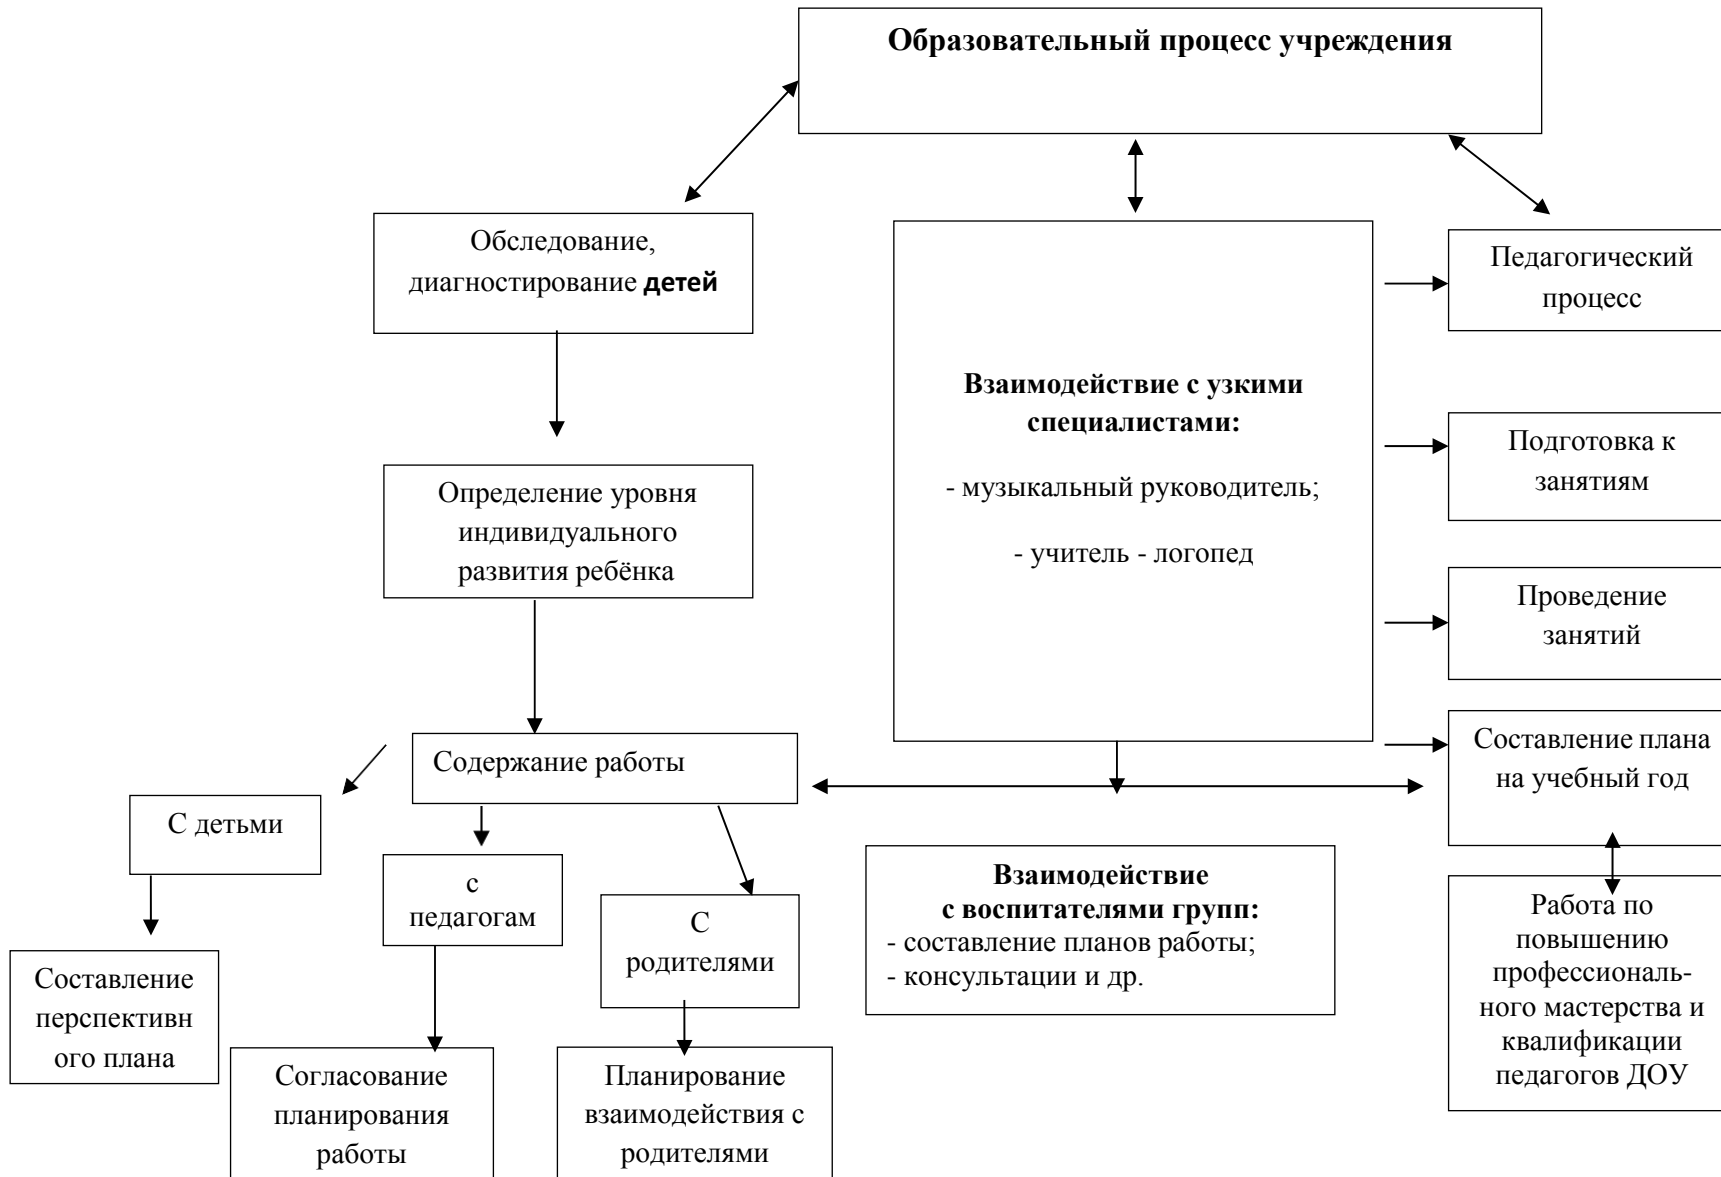 Образовательный процесс учреждения
Обследование,
диагностирование детей
Педагогический
процесс
Взаимодействие с узкими
специалистами:
- музыкальный руководитель;
- учитель - логопед
Подготовка к
занятиям
Определение уровня
индивидуального
развития ребёнка
Проведение
занятий
Содержание работы
Составление плана
на учебный год
С детьми
с
педагогам
С
родителями
Взаимодействие
с воспитателями групп:
- составление планов работы;
- консультации и др.
Работа по
повышению
профессиональ-
ного мастерства и
квалификации
педагогов ДОУ
Составление
перспективн
ого плана
Согласование
планирования
работы
Планирование
взаимодействия с
родителями